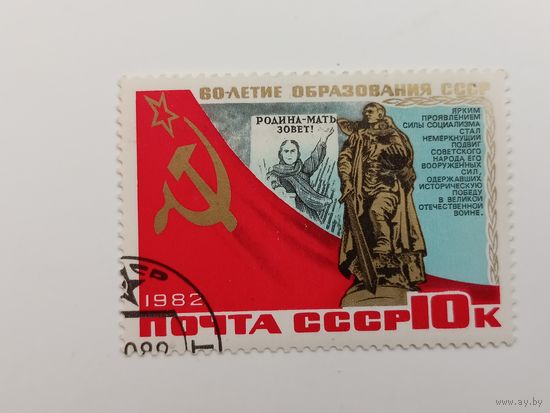 60-ЛЕТИЕ ОБРАЗОВАНИЯ СССР
РОДИНА-МАТЬ
ЗОВЕТ!
ЯРКИМ
ПРОЯВЛЕНИЕМ
СИЛЫ СОЦИАЛИЗМА
СТАЛ
НЕМЕРКНУЩИЙ
ПОДВИГ
СОВЕТСКОГО
НАРОДА ЕГО
ВООРУЖЕННЫХ
СИЛ,
ОДЕРЖАВШИХ
ИСТОРИЧЕСКУЮ
ПОБЕДУ
В ВЕЛИКОЙ
ОТЕЧЕСТВЕННОЙ
ВОЙНЕ.
1982
ПОЧТА СССР 10К
www.ay.by